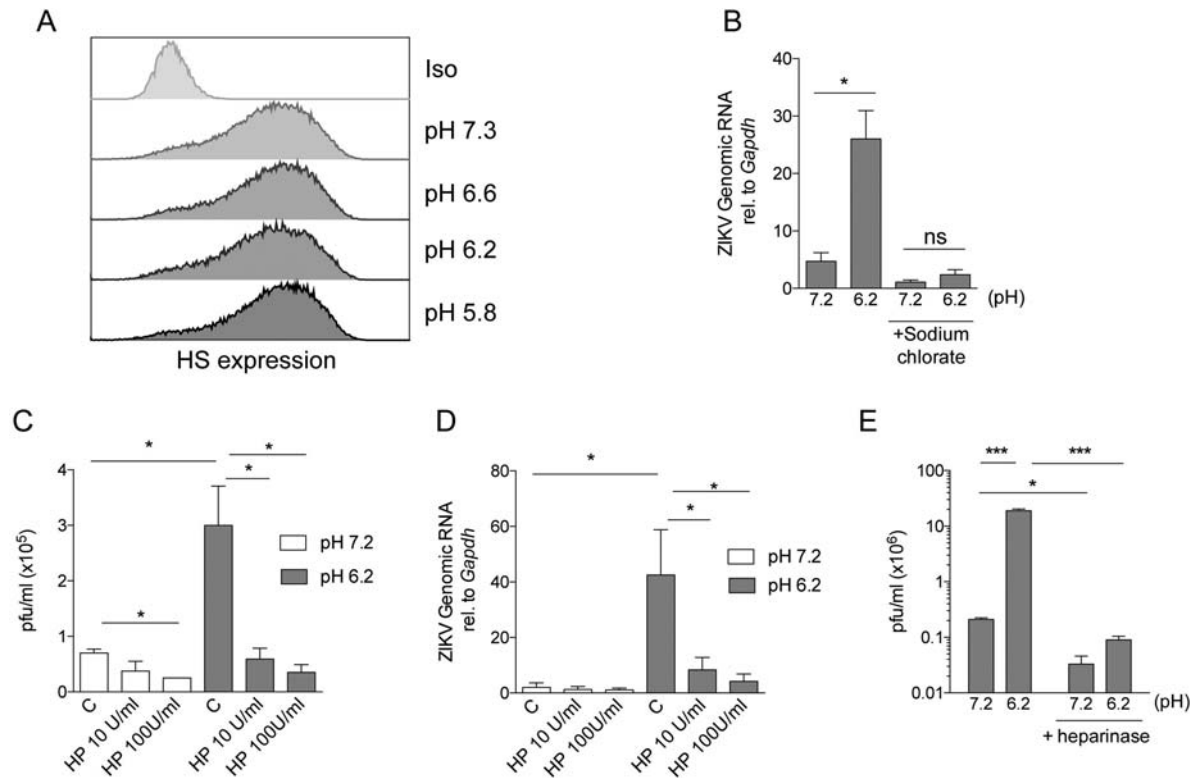 A
Iso
pH 7.3
pH 6.6
pH 6.2
pH 5.8
HS expression
B
ZIKV Genomic RNA
rel. to Gapdh
40
30
20
10
0
*
ns
7.2 6.2 7.2 6.2 (pH)
+Sodium
chlorate
C
pfu/ml (x10⁵)
4
3
2
1
0
*
*
*
*
pH 7.2
pH 6.2
C
HP 10 U/ml
HP 100U/ml
C
HP 10 U/ml
HP 100U/ml
D
ZIKV Genomic RNA
rel. to Gapdh
80
60
40
20
0
*
*
*
pH 7.2
pH 6.2
C
HP 10 U/ml
HP 100U/ml
C
HP 10 U/ml
HP 100U/ml
E
pfu/ml (x10⁶)
100
10
1
0.1
0.01
*** ***
*
7.2 6.2 7.2 6.2 (pH)
+ heparinase